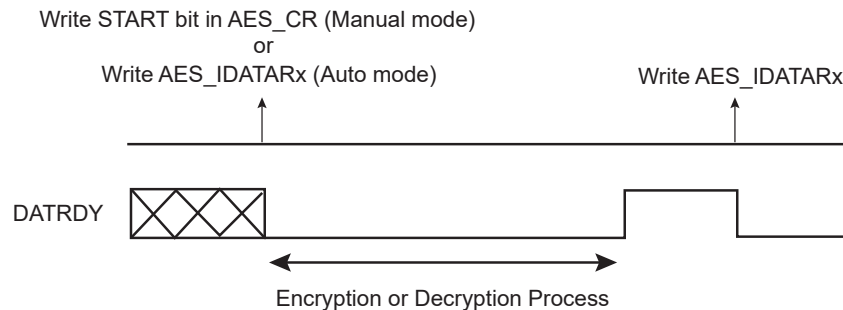 Write START bit in AES_CR (Manual mode)
or
Write AES_IDATARx (Auto mode)
Write AES_IDATARx
DATRDY
Encryption or Decryption Process